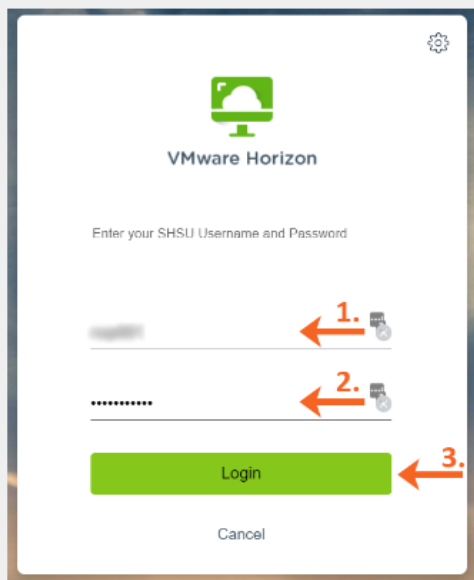 VMware Horizon
Enter your SHSU Username and Password
1.
2.
•••••••••••
Login
3.
Cancel